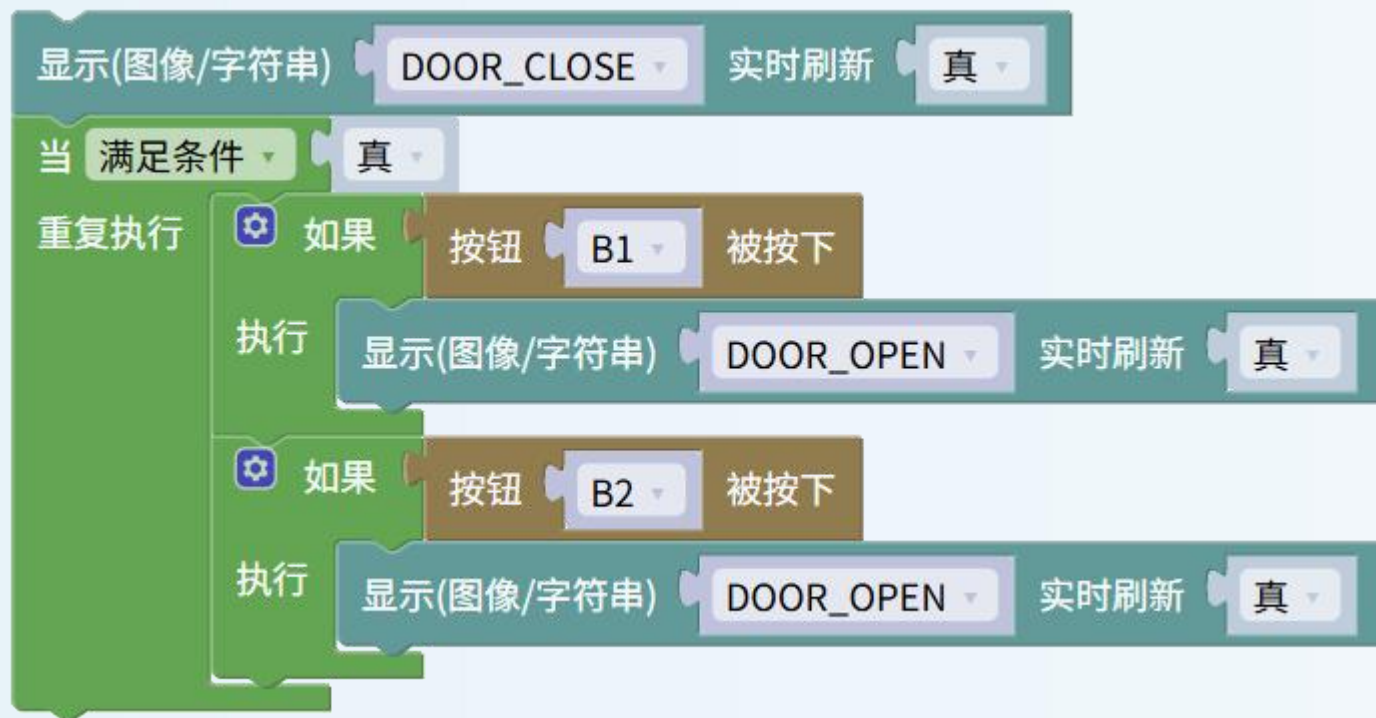 显示(图像/字符串) DOOR_CLOSE 实时刷新 真
当 满足条件 真
重复执行 如果 按钮 B1 被按下
执行 显示(图像/字符串) DOOR_OPEN 实时刷新 真
如果 按钮 B2 被按下
执行 显示(图像/字符串) DOOR_OPEN 实时刷新 真